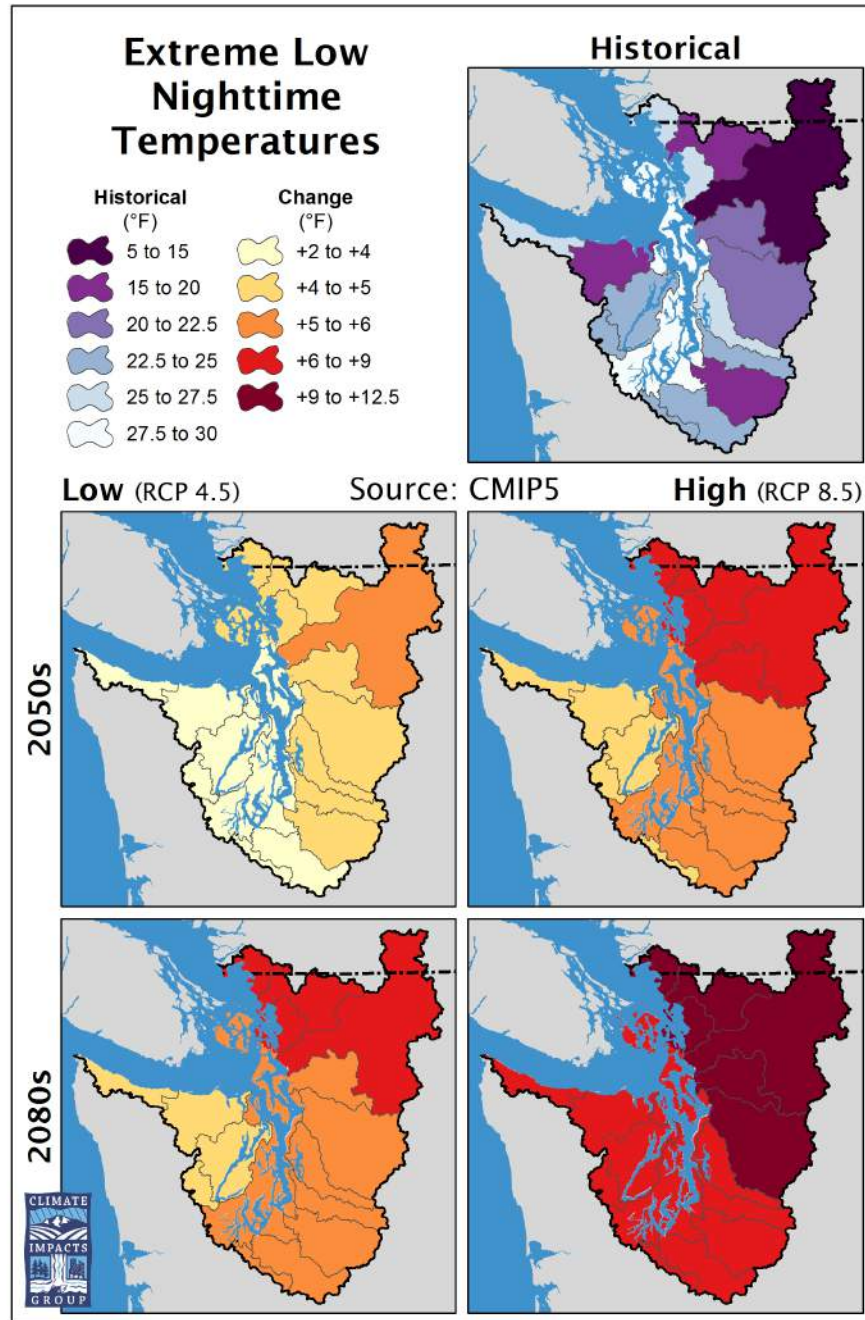 Extreme Low
Nighttime
Temperatures
Historical
(°F)
5 to 15
15 to 20
20 to 22.5
22.5 to 25
25 to 27.5
27.5 to 30
Change
(°F)
+2 to +4
+4 to +5
+5 to +6
+6 to +9
+9 to +12.5
Historical
Low (RCP 4.5)
Source: CMIP5
High (RCP 8.5)
2050s
2080s
CLIMATE
IMPACTS
GROUP